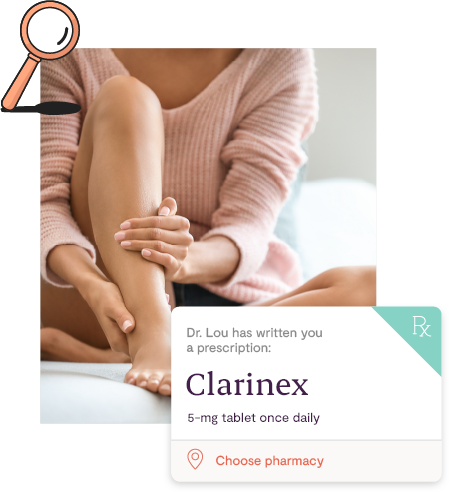 Rx
Dr. Lou has written you
a prescription:
Clarinex
5-mg tablet once daily
Choose pharmacy